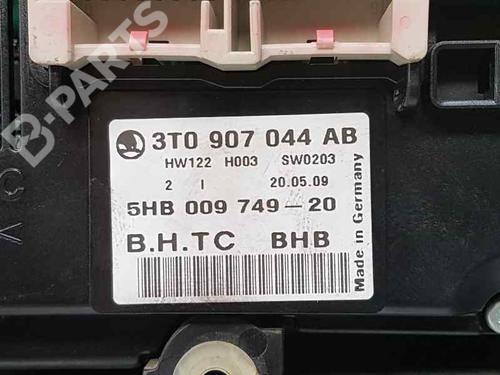 3T0 907 044 AB
HW122 H003 SW0203
2 I 20.05.09
5HB 009 749-20
B.H.TC BHB
Made in Germany
B-PARTS
B-PARTS